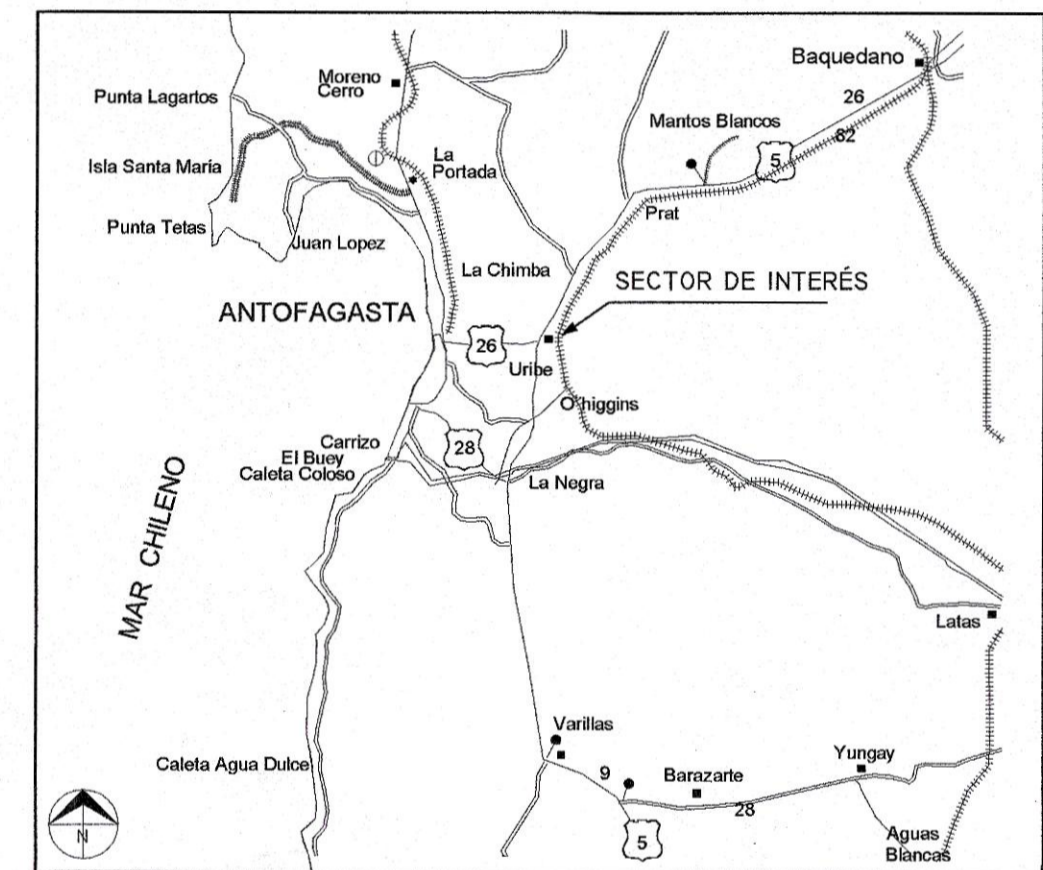 Baquedano
Moreno
Cerro
Punta Lagartos
26
Mantos Blancos
82
5
Isla Santa Maria
La
Portada
Prat
Punta Tetas
Juan Lopez
La Chimba
SECTOR DE INTERÉS
ANTOFAGASTA
26
Uribe
O'higgins
Carrizo
28
El Buey
Caleta Coloso
La Negra
MAR CHILENO
Latas
Varillas
Caleta Agua Dulce
9
Barazarte
Yungay
28
5
Aguas
Blancas
N